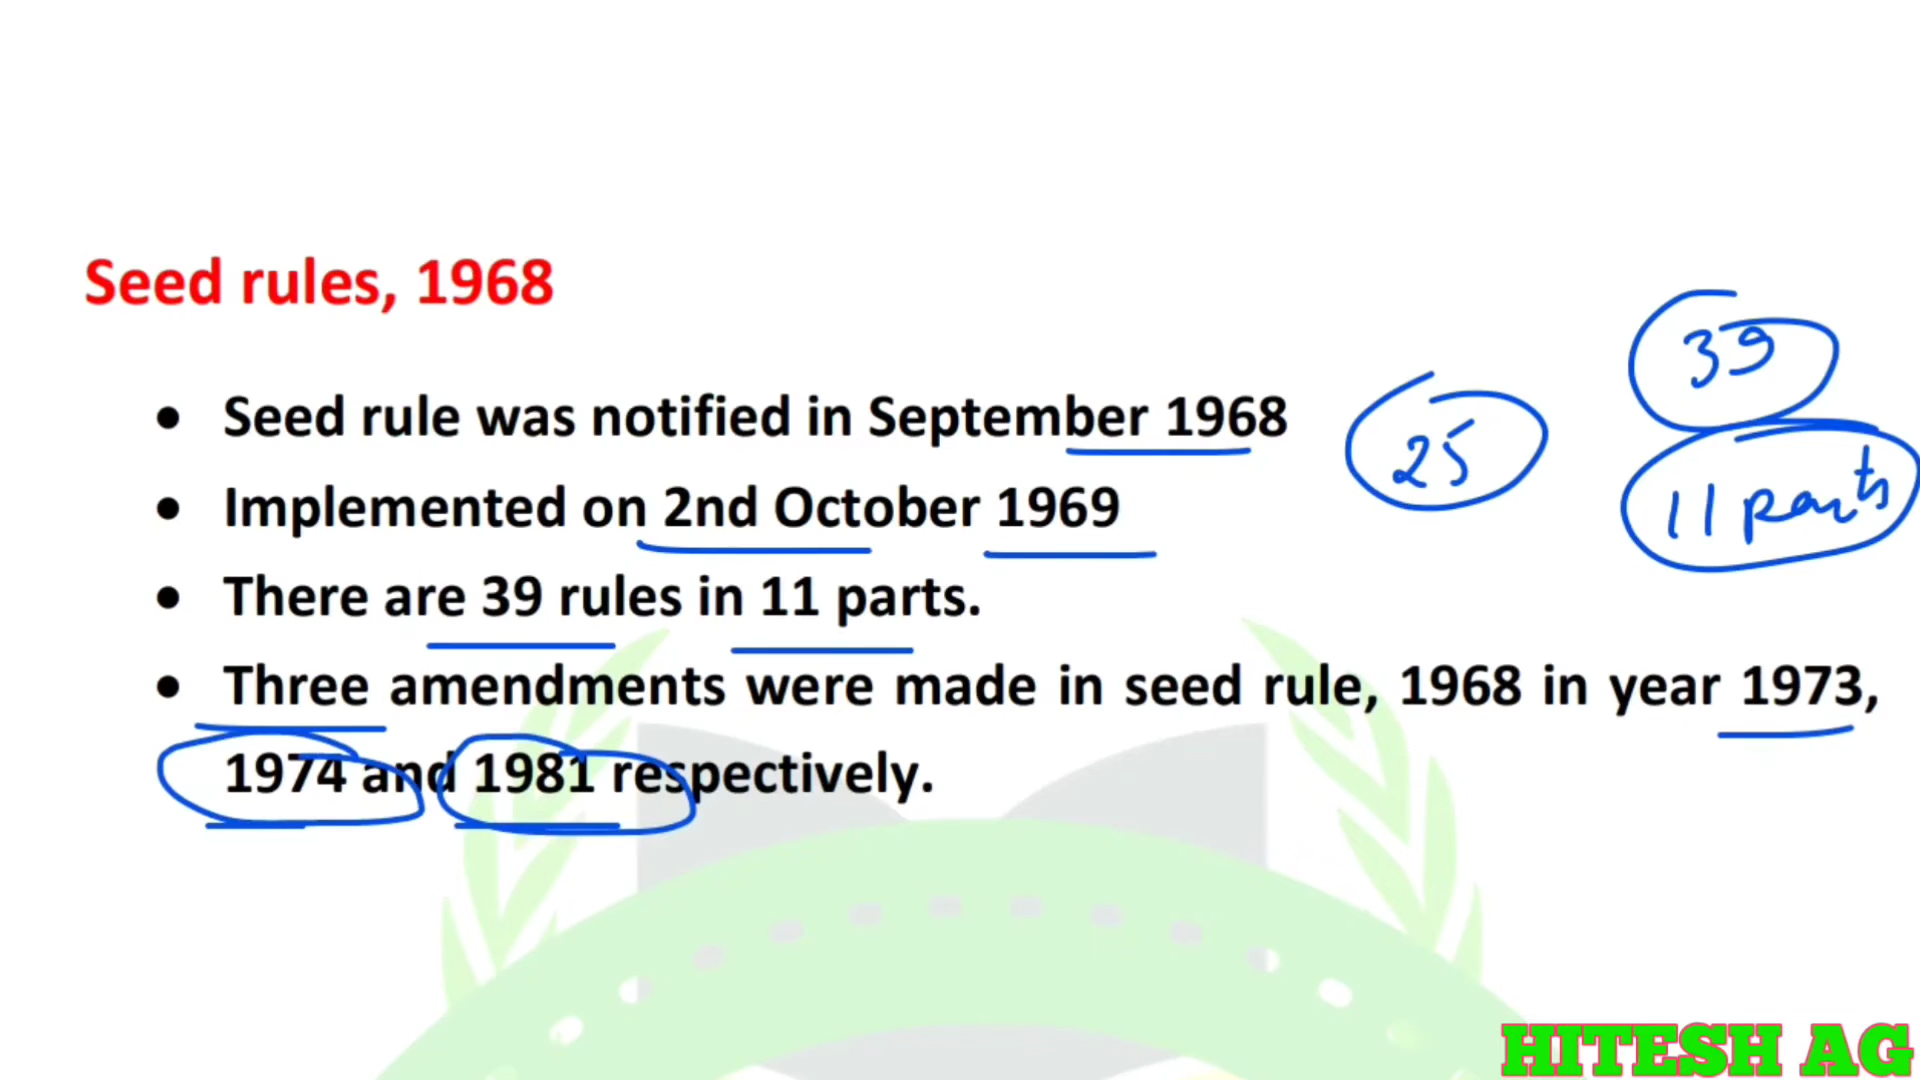 Seed rules, 1968
• Seed rule was notified in September 1968
25
39
11 parts
• Implemented on 2nd October 1969
• There are 39 rules in 11 parts.
• Three amendments were made in seed rule, 1968 in year 1973,
1974 and 1981 respectively.
HITESH AG